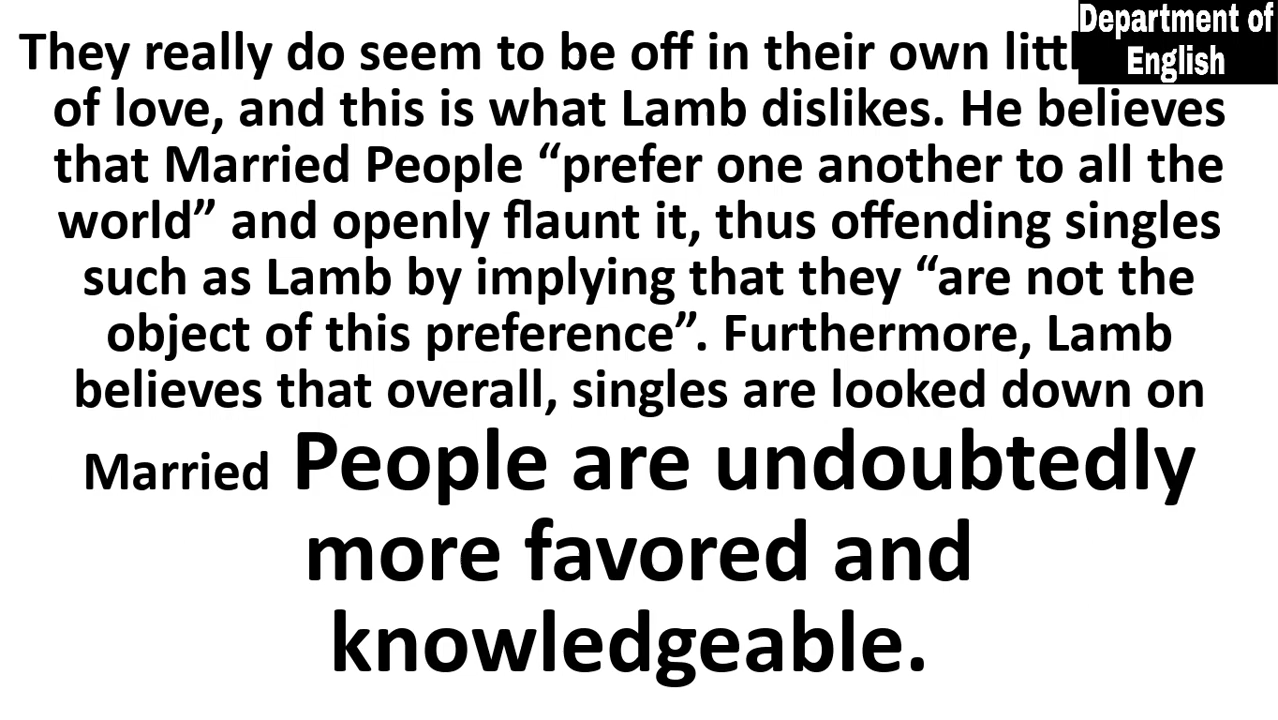 Department of
English
They really do seem to be off in their own
of love, and this is what Lamb dislikes. He believes
that Married People “prefer one another to all the
world” and openly flaunt it, thus offending singles
such as Lamb by implying that they “are not the
object of this preference”. Furthermore, Lamb
believes that overall, singles are looked down on
Married People are undoubtedly
more favored and
knowledgeable.